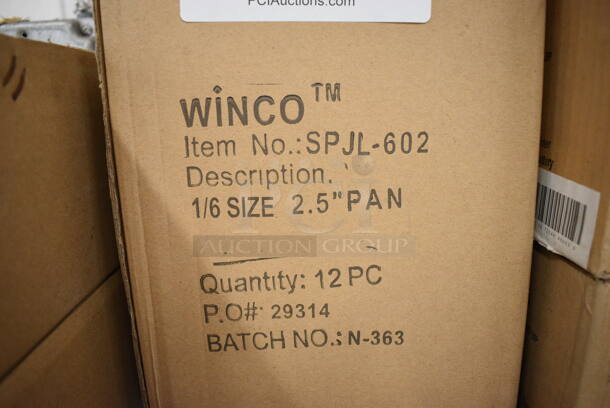 PCIAuctions.com
WINCO™
Item No.:SPJL-602
Description.
1/6 SIZE 2.5" PAN
PCI
AUCTION GROUP
Quantity: 12 PC
P.O#: 29314
BATCH NO.: N-363